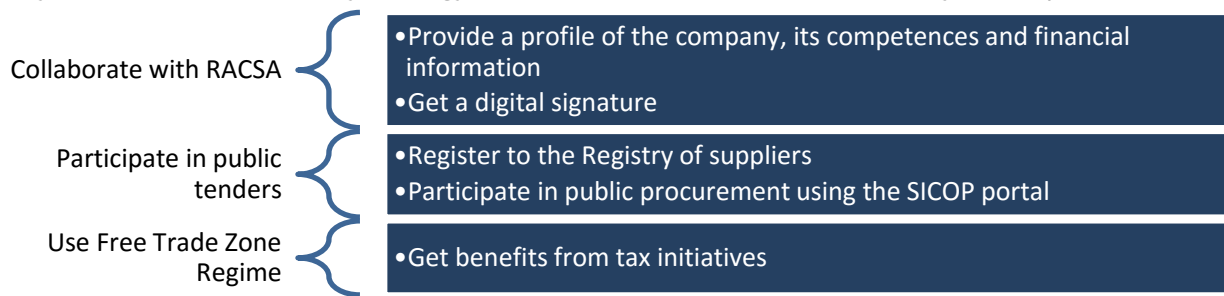 Collaborate with RACSA
•Provide a profile of the company, its competences and financial
information
•Get a digital signature
Participate in public
tenders
•Register to the Registry of suppliers
•Participate in public procurement using the SICOP portal
Use Free Trade Zone
Regime
•Get benefits from tax initiatives